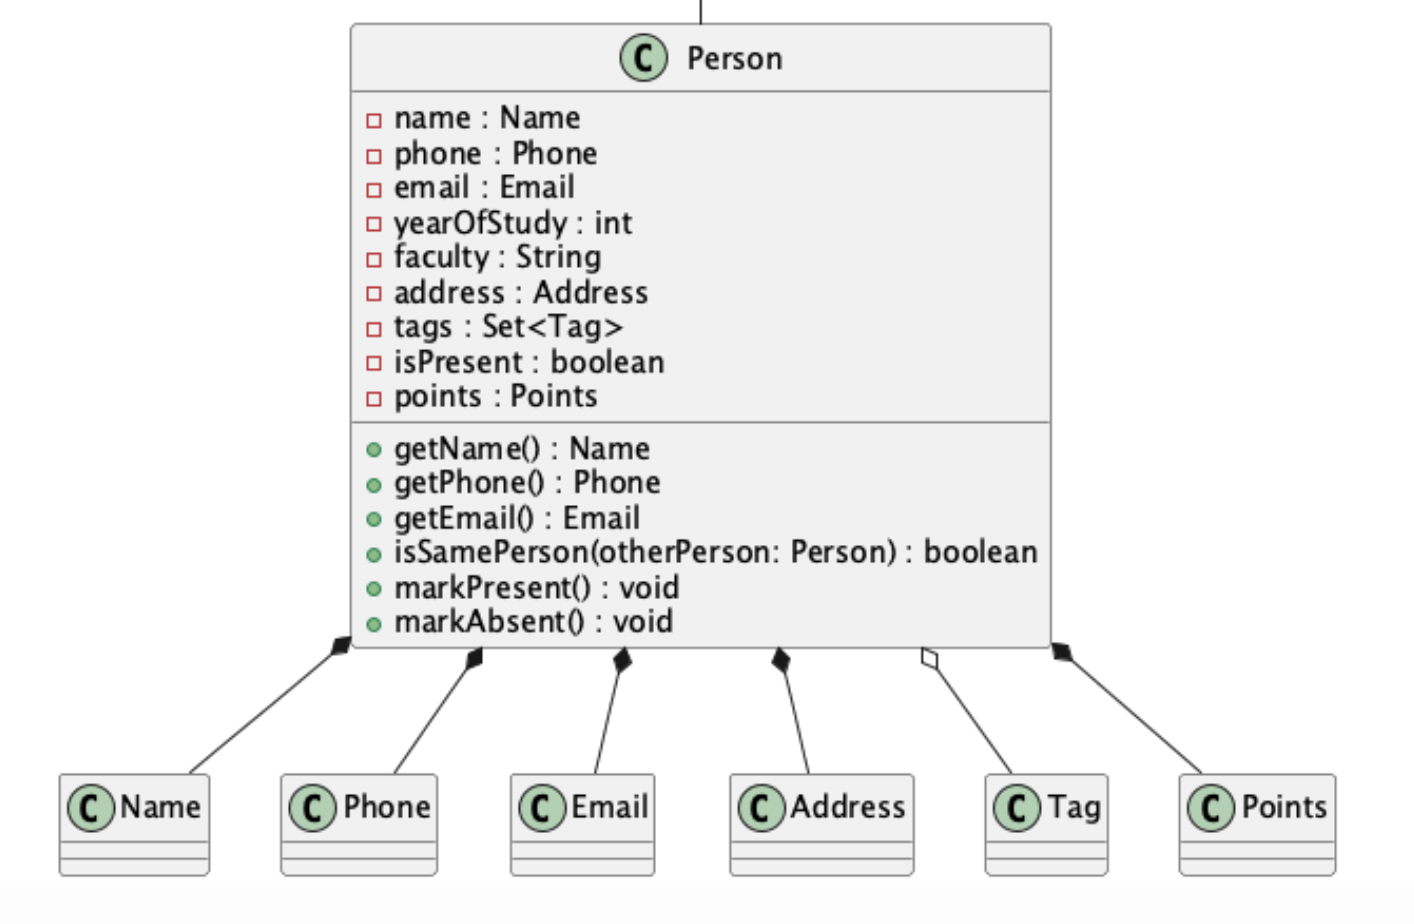 C Person
name : Name
phone : Phone
email : Email
yearOfStudy : int
faculty : String
address : Address
tags : Set<Tag>
isPresent : boolean
points : Points
getName() : Name
getPhone() : Phone
getEmail() : Email
isSamePerson(otherPerson: Person) : boolean
markPresent() : void
markAbsent() : void
C Name
C Phone
C Email
C Address
C Tag
C Points